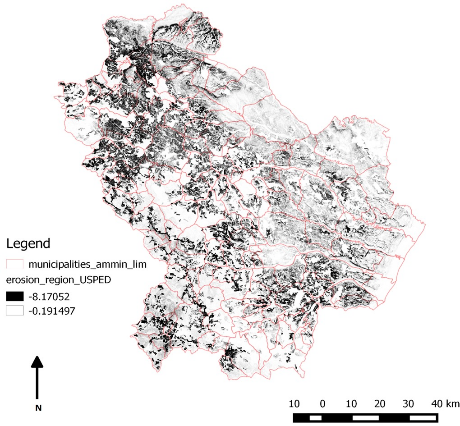 Legend
municipalities_ammin_lim
erosion_region_USPED
-8.17052
-0.191497
N
10 0 10 20 30 40 km